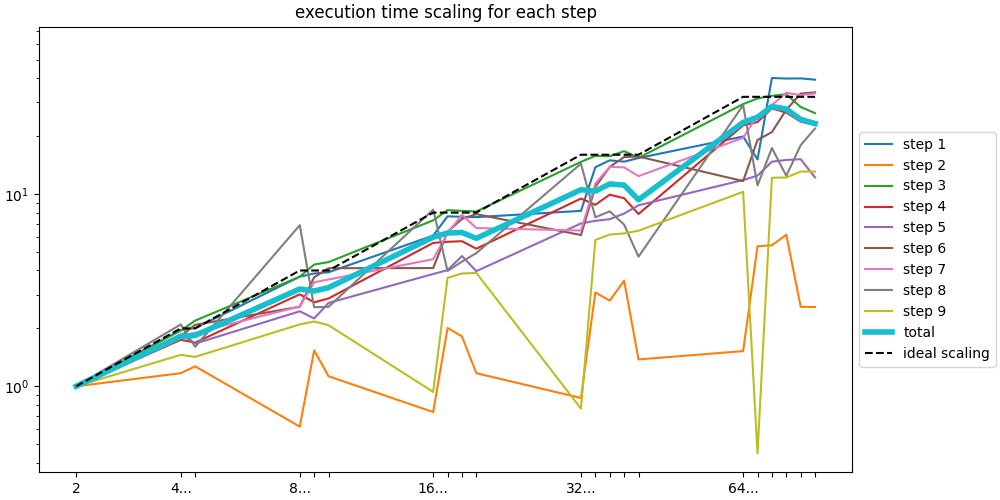 execution time scaling for each step
10¹
10⁰
2
4...
8...
16...
32...
64...
step 1
step 2
step 3
step 4
step 5
step 6
step 7
step 8
step 9
total
ideal scaling